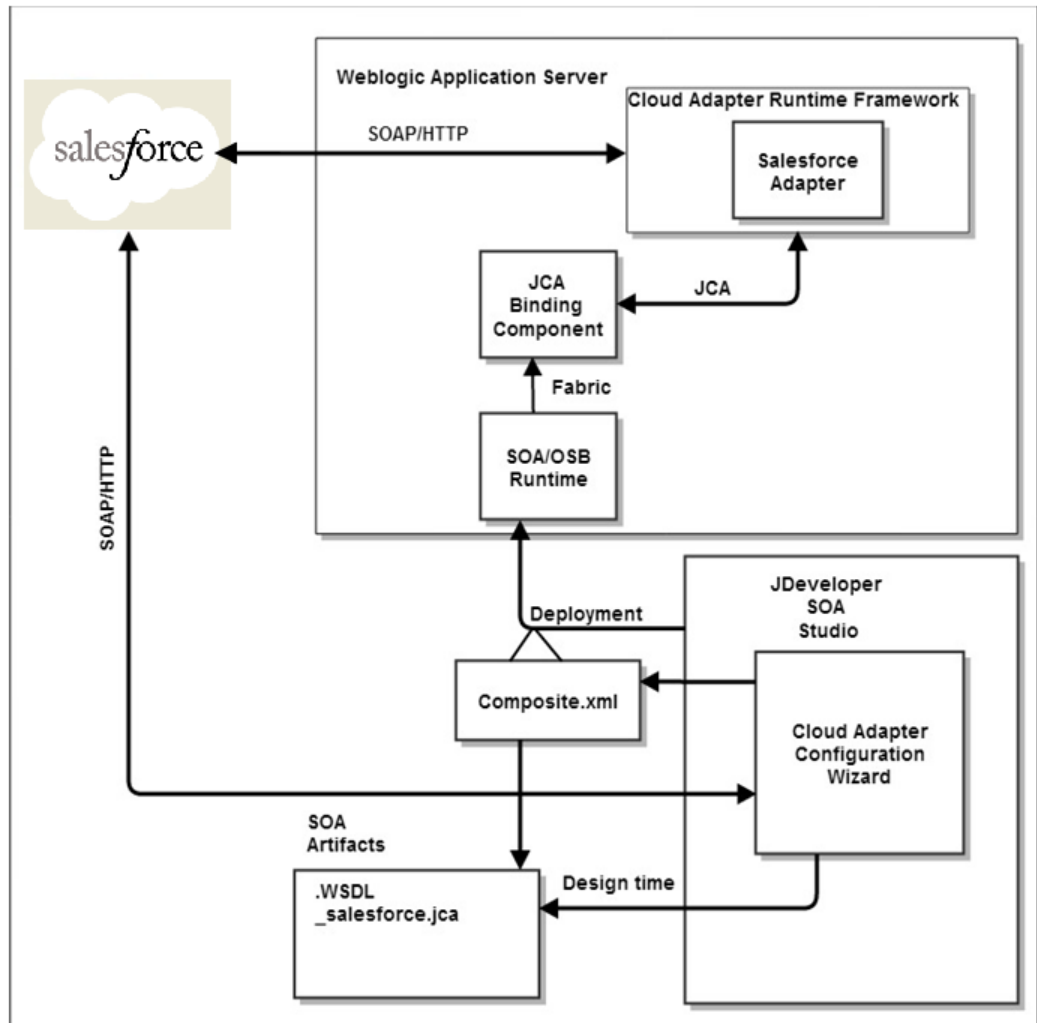 Weblogic Application Server
Cloud Adapter Runtime Framework
salesforce
SOAP/HTTP
Salesforce
Adapter
JCA
Binding
Component
JCA
Fabric
SOA/OSB
Runtime
SOAP/HTTP
JDeveloper
SOA
Studio
Deployment
Composite.xml
Cloud Adapter
Configuration
Wizard
SOA
Artifacts
Design time
.WSDL
_salesforce.jca